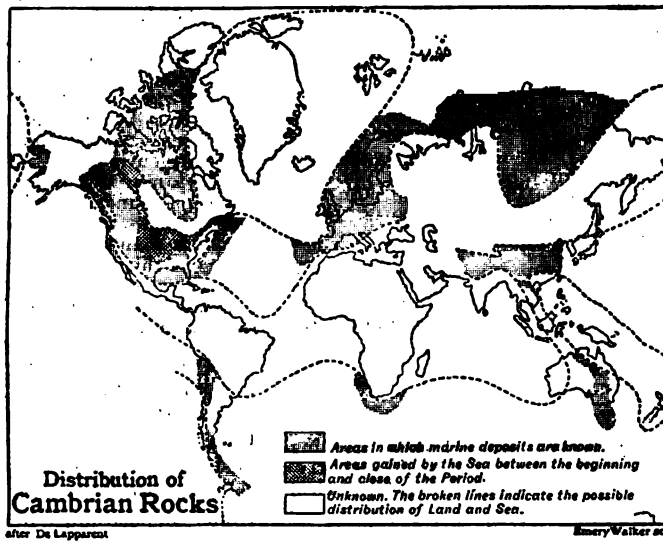 Areas in which marine deposits are known.
Areas gained by the Sea between the beginning
and close of the Period.
Unknown. The broken lines indicate the possible
distribution of Land and Sea.
Distribution of
Cambrian Rocks
after De Lapparent
Emery Walker sc